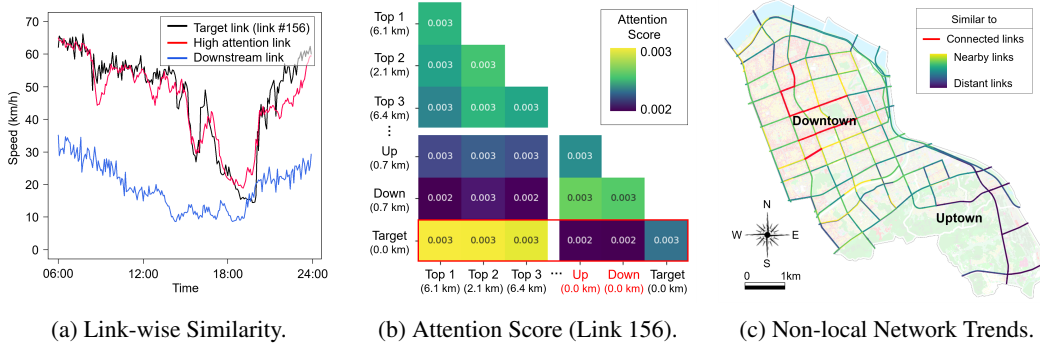 70
60
50
40
30
20
10
0
Speed (km/h)
06:00 12:00 18:00 24:00
Time
Target link (link #156)
High attention link
Downstream link
(a) Link-wise Similarity.
Top 1
(6.1 km)
Top 2
(2.1 km)
Top 3
(6.4 km)
⋮
Up
(0.7 km)
Down
(0.7 km)
Target
(0.0 km)
0.003
0.003 0.003
0.003 0.003 0.003
0.003 0.003 0.003 0.003
0.002 0.003 0.002 0.003 0.003
0.003 0.003 0.003 0.002 0.002 0.003
Top 1 Top 2 Top 3 ··· Up Down Target
(6.1 km) (2.1 km) (6.4 km) (0.0 km) (0.0 km) (0.0 km)
Attention
Score
0.003
0.002
(b) Attention Score (Link 156).
Similar to
Connected links
Nearby links
Distant links
Downtown
Uptown
N
W E
S
0 1km
(c) Non-local Network Trends.